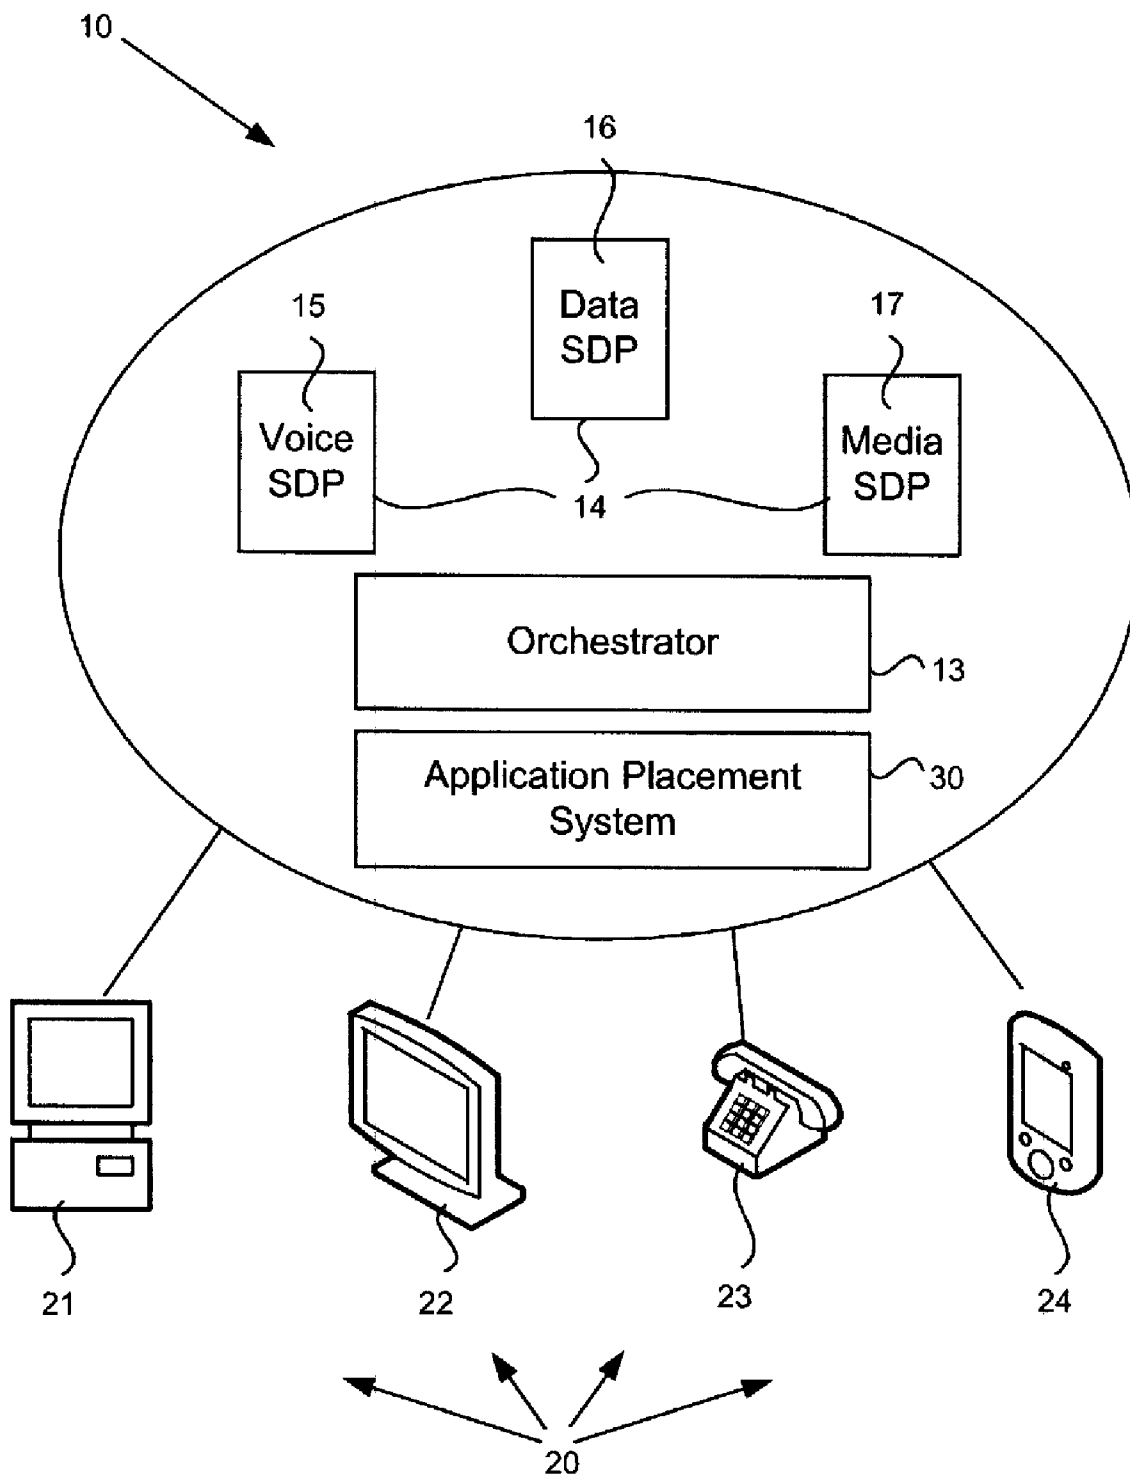 10
16
Data
SDP
15
Voice
SDP
17
Media
SDP
14
Orchestrator
13
Application Placement
System
30
21
22
23
24
20